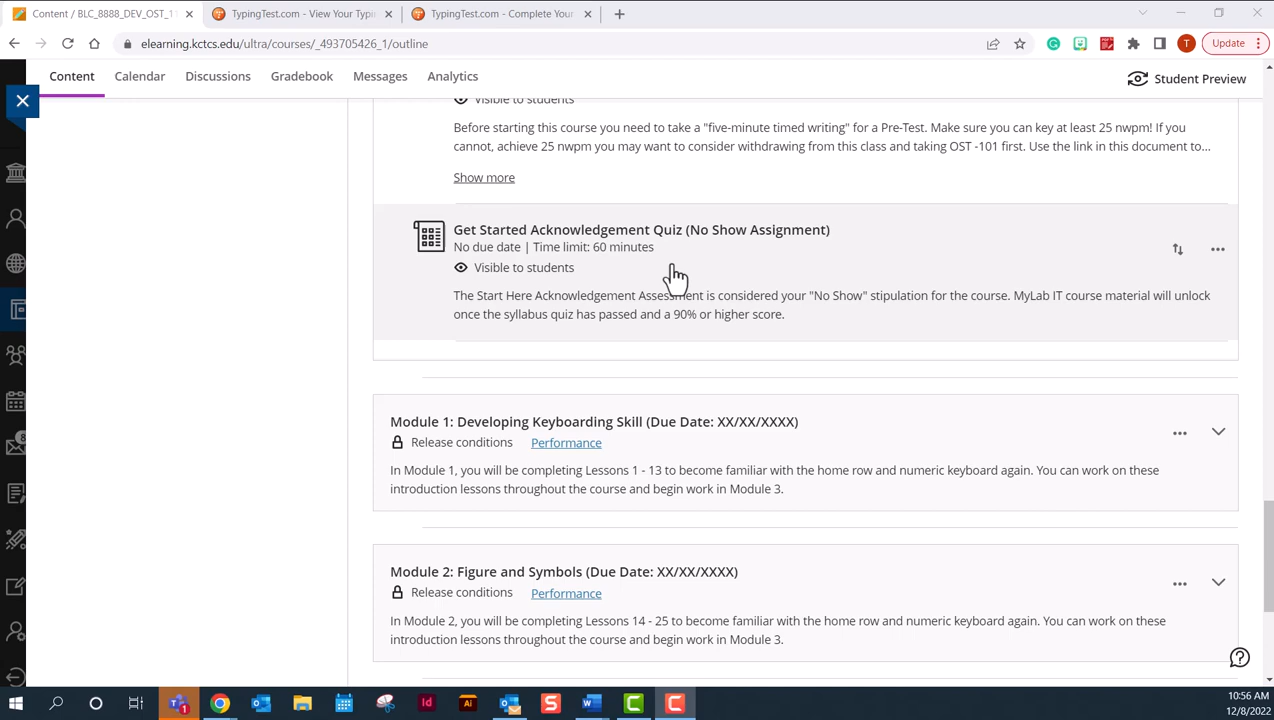 Content / BLC_8888_DEV_OST_1
TypingTest.com - View Your Typing
TypingTest.com - Complete Your
elearning.kctcs.edu/ultra/courses/_493705426_1/outline
T
Update
Content
Calendar
Discussions
Gradebook
Messages
Analytics
Student Preview
Visible to students
Before starting this course you need to take a "five-minute timed writing" for a Pre-Test. Make sure you can key at least 25 nwpm! If you
cannot, achieve 25 nwpm you may want to consider withdrawing from this class and taking OST -101 first. Use the link in this document to...
Show more
Get Started Acknowledgement Quiz (No Show Assignment)
No due date | Time limit: 60 minutes
Visible to students
The Start Here Acknowledgement Assessment is considered your "No Show" stipulation for the course. MyLab IT course material will unlock
once the syllabus quiz has passed and a 90% or higher score.
Module 1: Developing Keyboarding Skill (Due Date: XX/XX/XXXX)
Release conditions Performance
In Module 1, you will be completing Lessons 1 - 13 to become familiar with the home row and numeric keyboard again. You can work on these
introduction lessons throughout the course and begin work in Module 3.
Module 2: Figure and Symbols (Due Date: XX/XX/XXXX)
Release conditions Performance
In Module 2, you will be completing Lessons 14 - 25 to become familiar with the home row and numeric keyboard again. You can work on these
introduction lessons throughout the course and begin work in Module 3.
8
1
Id
Ai
S
W
C
C
10:56 AM
12/8/2022